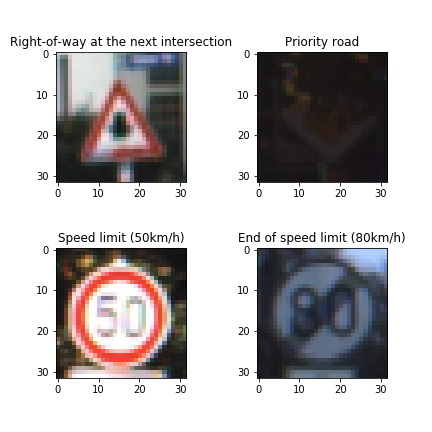 Right-of-way at the next intersection
Priority road
0
10
20
30
0 10 20 30
0
10
20
30
0 10 20 30
Speed limit (50km/h)
End of speed limit (80km/h)
0
10
20
30
50
0 10 20 30
0
10
20
30
80
0 10 20 30